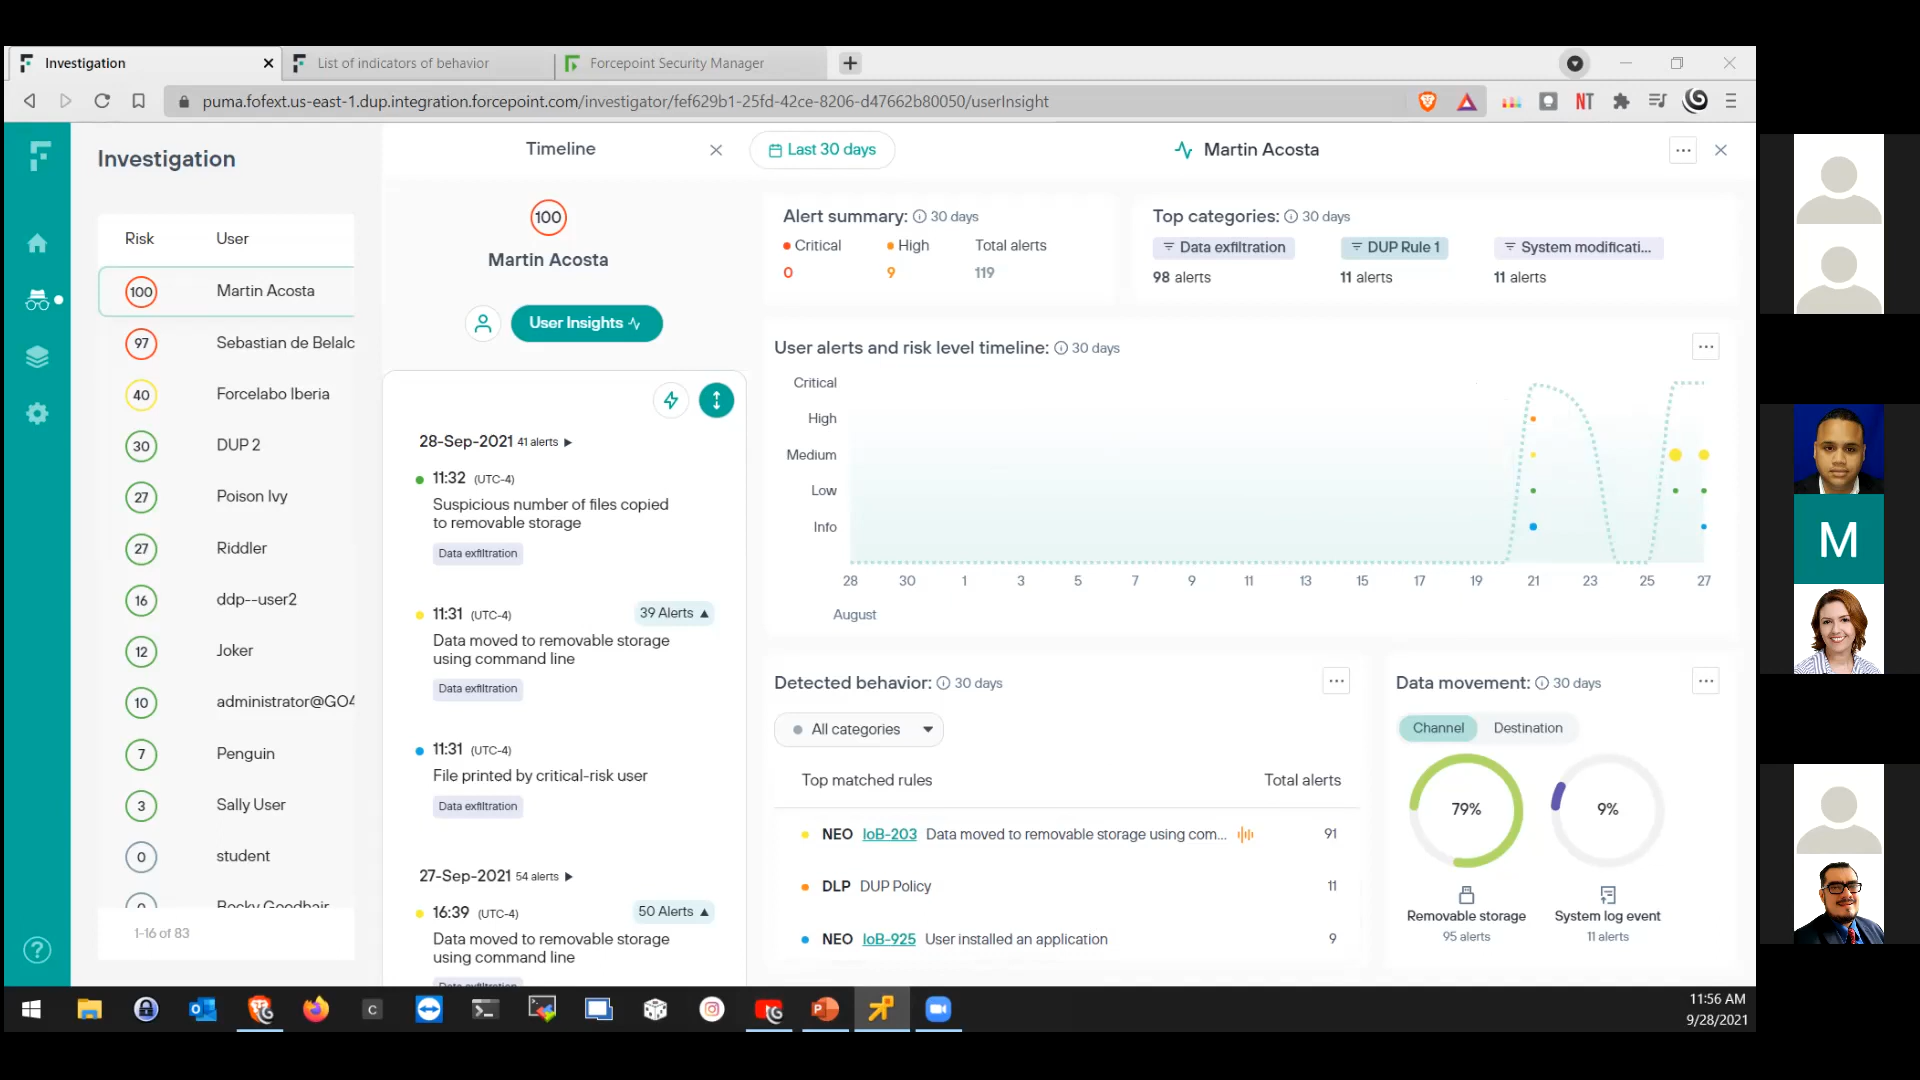 Investigation
List of indicators of behavior
Forcepoint Security Manager
puma.fofext.us-east-1.dup.integration.forcepoint.com/investigator/fef629b1-25fd-42ce-8206-d47662b80050/userInsight
NT
Investigation
Risk User
100 Martin Acosta
97 Sebastian de Belalc
40 Forcelabo Iberia
30 DUP 2
27 Poison Ivy
27 Riddler
16 ddp--user2
12 Joker
10 administrator@GO4
7 Penguin
3 Sally User
0 student
0 Becky Goodhair
1-16 of 83
Timeline
100
Martin Acosta
User Insights
28-Sep-2021 41 alerts
11:32 (UTC-4)
Suspicious number of files copied
to removable storage
Data exfiltration
11:31 (UTC-4) 39 Alerts
Data moved to removable storage
using command line
Data exfiltration
11:31 (UTC-4)
File printed by critical-risk user
Data exfiltration
27-Sep-2021 54 alerts
16:39 (UTC-4) 50 Alerts
Data moved to removable storage
using command line
Data exfiltration
Last 30 days
Martin Acosta
Alert summary: 30 days
Critical High Total alerts
0 9 119
Top categories: 30 days
Data exfiltration DUP Rule 1 System modificati...
98 alerts 11 alerts 11 alerts
User alerts and risk level timeline: 30 days
Critical
High
Medium
Low
Info
28 30 1 3 5 7 9 11 13 15 17 19 21 23 25 27
August
Detected behavior: 30 days
All categories
Top matched rules Total alerts
NEO IoB-203 Data moved to removable storage using com... 91
DLP DUP Policy 11
NEO IoB-925 User installed an application 9
Data movement: 30 days
Channel Destination
79% 9%
Removable storage System log event
95 alerts 11 alerts
M
11:56 AM
9/28/2021